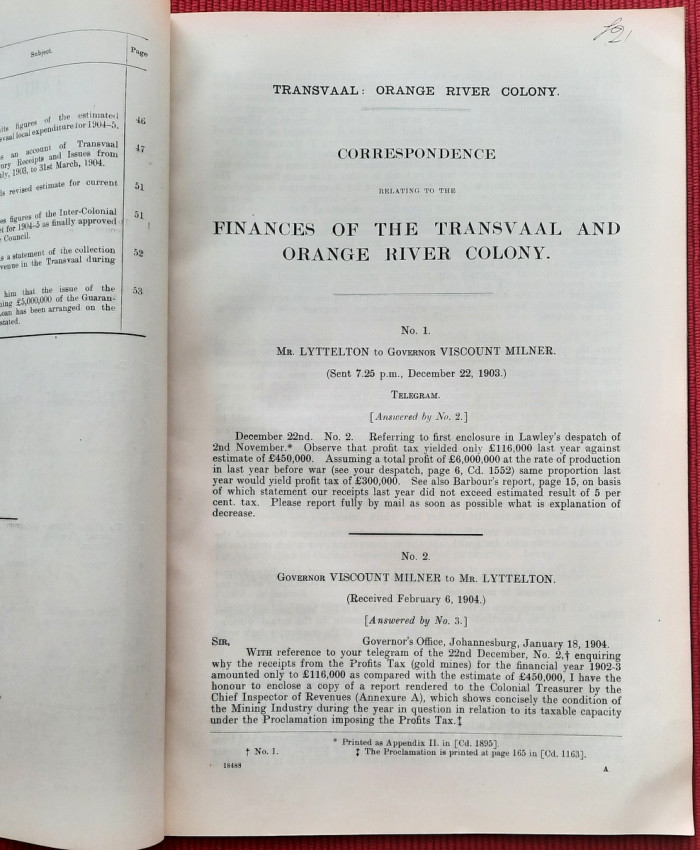 Subject.
Page
figures of the estimated
local expenditure for 1904-5.
46
an account of Transvaal
Receipts and Issues from
1903, to 31st March, 1904.
47
revised estimate for current
51
figures of the Inter-Colonial
for 1904-5 as finally approved
Council.
51
a statement of the collection
in the Transvaal during
52
him that the issue of the
£5,000,000 of the Guaran-
has been arranged on the
stated.
53
TRANSVAAL: ORANGE RIVER COLONY.
CORRESPONDENCE
RELATING TO THE
FINANCES OF THE TRANSVAAL AND
ORANGE RIVER COLONY.
No. 1.
MR. LYTTELTON to GOVERNOR VISCOUNT MILNER.
(Sent 7.25 p.m., December 22, 1903.)
TELEGRAM.
[Answered by No. 2.]
December 22nd. No. 2. Referring to first enclosure in Lawley's despatch of
2nd November.* Observe that profit tax yielded only £116,000 last year against
estimate of £450,000. Assuming a total profit of £6,000,000 at the rate of production
in last year before war (see your despatch, page 6, Cd. 1552) same proportion last
year would yield profit tax of £300,000. See also Barbour's report, page 15, on basis
of which statement our receipts last year did not exceed estimated result of 5 per
cent. tax. Please report fully by mail as soon as possible what is explanation of
decrease.
No. 2.
GOVERNOR VISCOUNT MILNER to MR. LYTTELTON.
(Received February 6, 1904.)
[Answered by No. 3.]
SIR, Governor's Office, Johannesburg, January 18, 1904.
WITH reference to your telegram of the 22nd December, No. 2,† enquiring
why the receipts from the Profits Tax (gold mines) for the financial year 1902-3
amounted only to £116,000 as compared with the estimate of £450,000, I have the
honour to enclose a copy of a report rendered to the Colonial Treasurer by the
Chief Inspector of Revenues (Annexure A), which shows concisely the condition of
the Mining Industry during the year in question in relation to its taxable capacity
under the Proclamation imposing the Profits Tax.‡
* Printed as Appendix II. in [Cd. 1895].
† No. 1. ‡ The Proclamation is printed at page 165 in [Cd. 1163].
18488 A